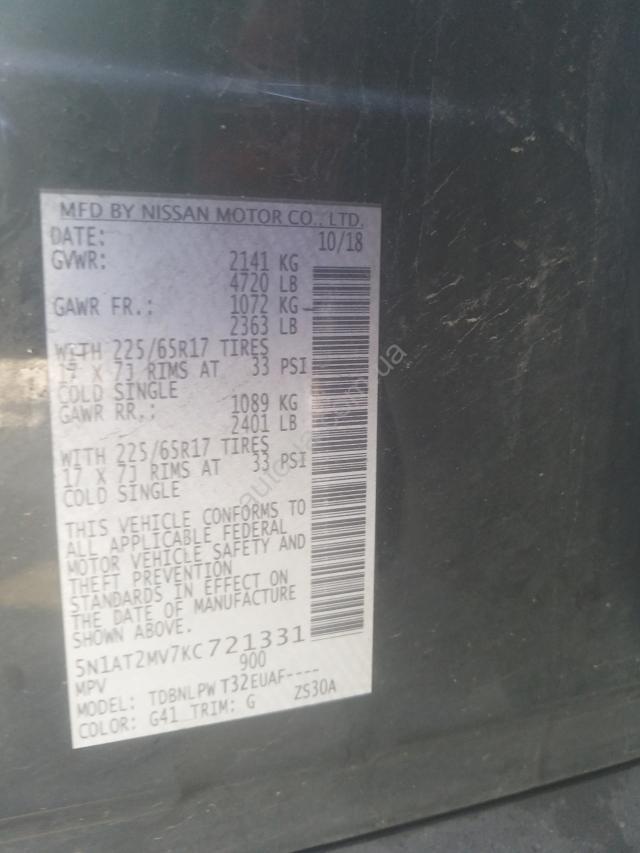 MFD BY NISSAN MOTOR CO., LTD.
DATE: 10/18
GVWR: 2141 KG
4720 LB
GAWR FR.: 1072 KG
2363 LB
WITH 225/65R17 TIRES
17 X 7J RIMS AT 33 PSI
COLD SINGLE
GAWR RR.: 1089 KG
2401 LB
WITH 225/65R17 TIRES
17 X 7J RIMS AT 33 PSI
COLD SINGLE
THIS VEHICLE CONFORMS TO
ALL APPLICABLE FEDERAL
MOTOR VEHICLE SAFETY AND
THEFT PREVENTION
STANDARDS IN EFFECT ON
THE DATE OF MANUFACTURE
SHOWN ABOVE.
5N1AT2MV7KC721331
MPV 900
MODEL: TDBNLPW T32EUAF----
COLOR: G41 TRIM: G ZS30A